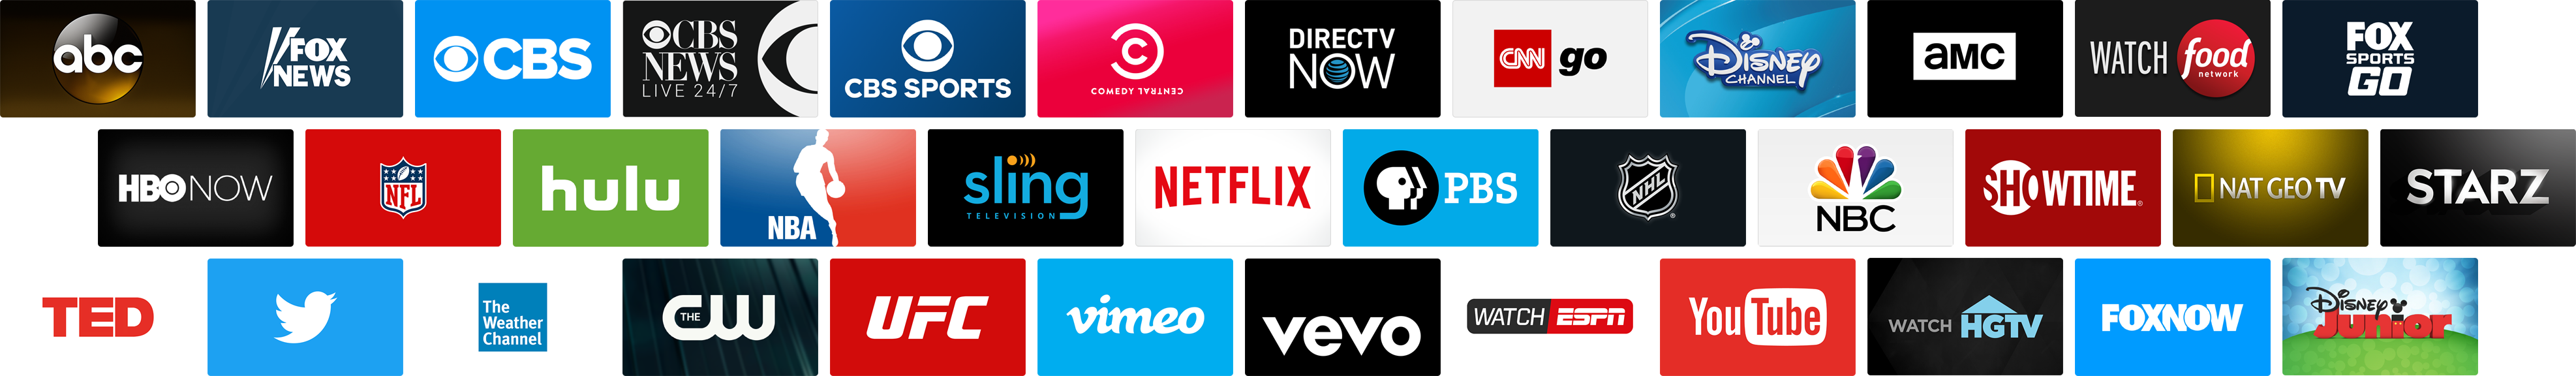 abc
FOX
NEWS
CBS
CBS
NEWS
LIVE 24/7
CBS SPORTS
C
COMEDY CENTRAL
DIRECTV
NOW
CNN go
Disney
CHANNEL
aMC
WATCH food
network
FOX
SPORTS
GO
HBO NOW
NFL
hulu
NBA
sling
TELEVISION
NETFLIX
PBS
NHL
®
NBC
SHOWTIME®
NAT GEO TV
STARZ
TED
The
Weather
Channel
THE CW
UFC
vimeo
vevo
WATCH ESPN
YouTube
WATCH HGTV
FOXNOW
Disney
Junior